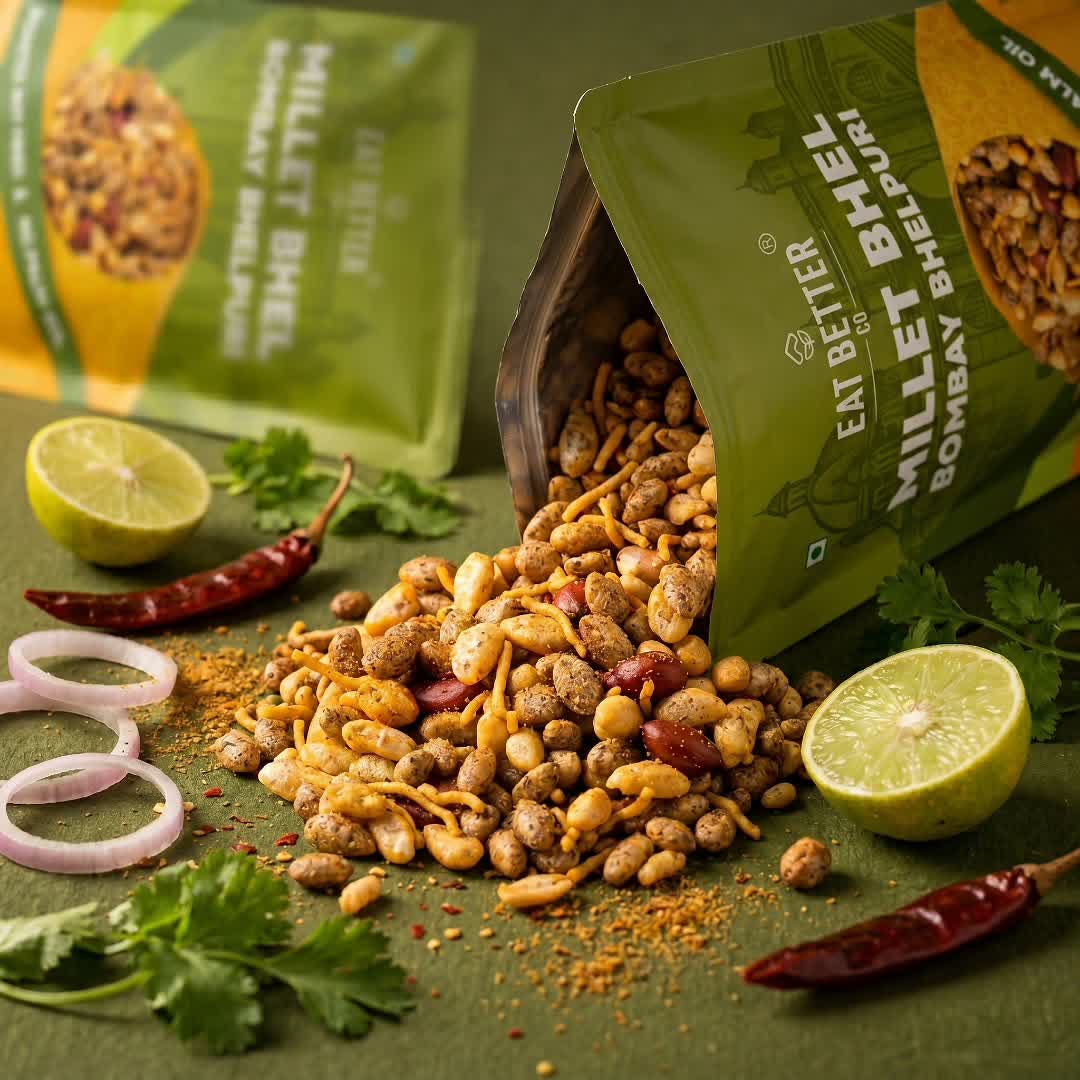 MILLET BHEL
BOMBAY BHELPURI
EAT BETTER
ALM OIL
®
EAT BETTER
CO
MILLET BHEL
BOMBAY BHELPURI